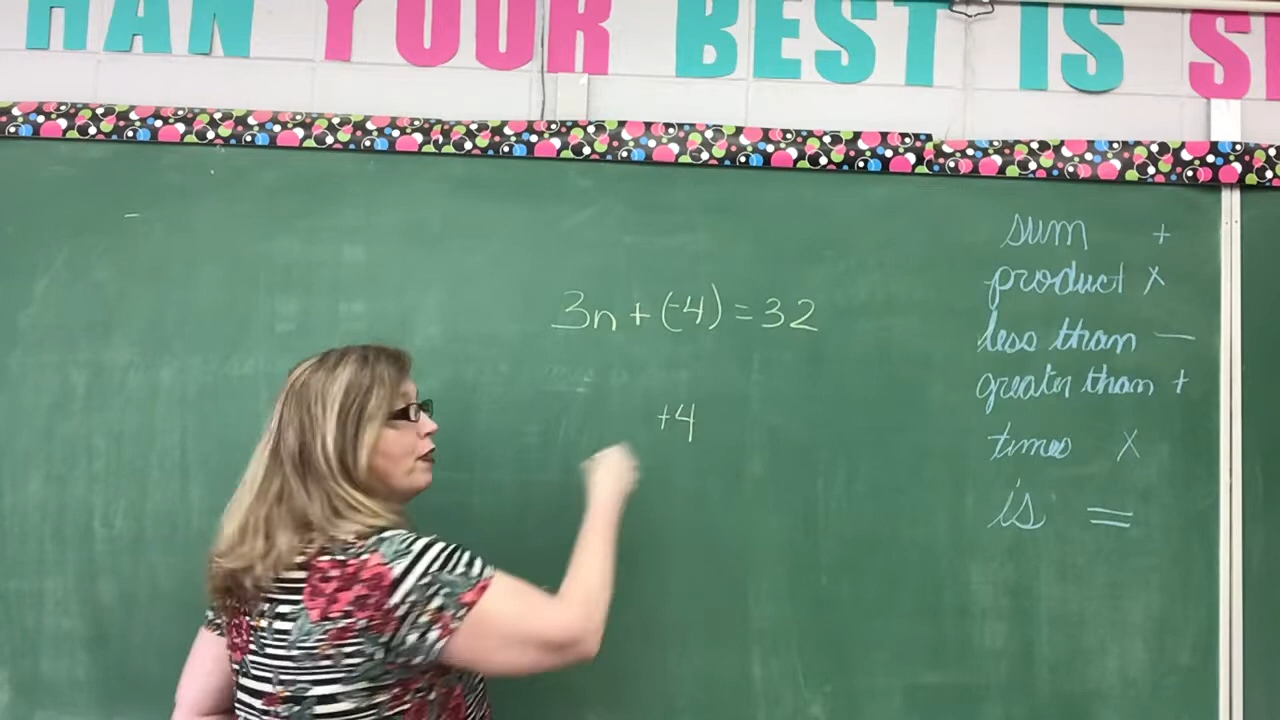 HAN YOUR BEST IS
3n + (-4) = 32
+4
sum +
product ×
less than —
greater than +
times ×
is =